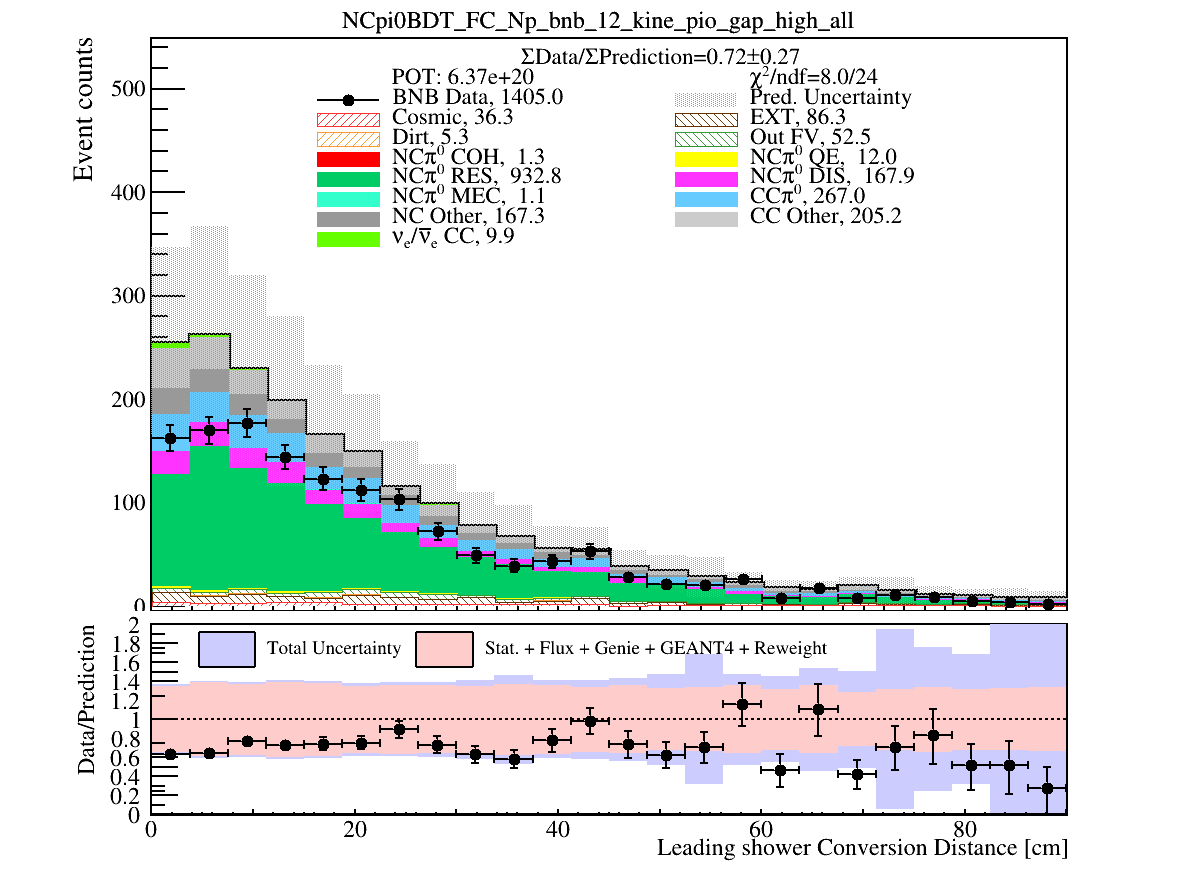 NCpi0BDT_FC_Np_bnb_12_kine_pio_gap_high_all
ΣData/ΣPrediction=0.72±0.27
POT: 6.37e+20
χ²/ndf=8.0/24
BNB Data, 1405.0
Pred. Uncertainty
Cosmic, 36.3
EXT, 86.3
Dirt, 5.3
Out FV, 52.5
NCπ⁰ COH, 1.3
NCπ⁰ QE, 12.0
NCπ⁰ RES, 932.8
NCπ⁰ DIS, 167.9
NCπ⁰ MEC, 1.1
CCπ⁰, 267.0
NC Other, 167.3
CC Other, 205.2
νₑ/ν̅ₑ CC, 9.9
Event counts
500
400
300
200
100
0
Total Uncertainty
Stat. + Flux + Genie + GEANT4 + Reweight
Data/Prediction
2
1.8
1.6
1.4
1.2
1
0.8
0.6
0.4
0.2
0
0 20 40 60 80
Leading shower Conversion Distance [cm]